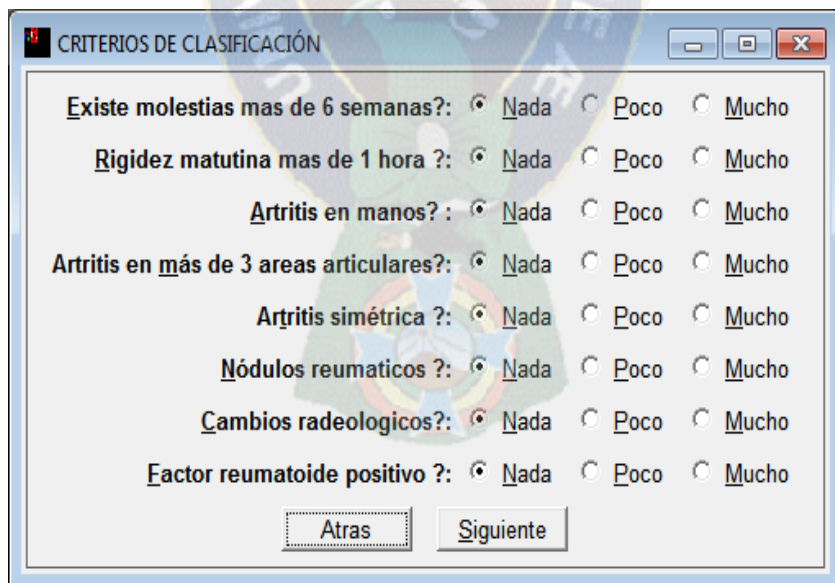 CRITERIOS DE CLASIFICACIÓN
Existe molestias mas de 6 semanas?: Nada Poco Mucho
Rigidez matutina mas de 1 hora ?: Nada Poco Mucho
Artritis en manos? : Nada Poco Mucho
Artritis en más de 3 areas articulares?: Nada Poco Mucho
Artritis simétrica ?: Nada Poco Mucho
Nódulos reumaticos ?: Nada Poco Mucho
Cambios radeologicos?: Nada Poco Mucho
Factor reumatoide positivo ?: Nada Poco Mucho
Atras Siguiente